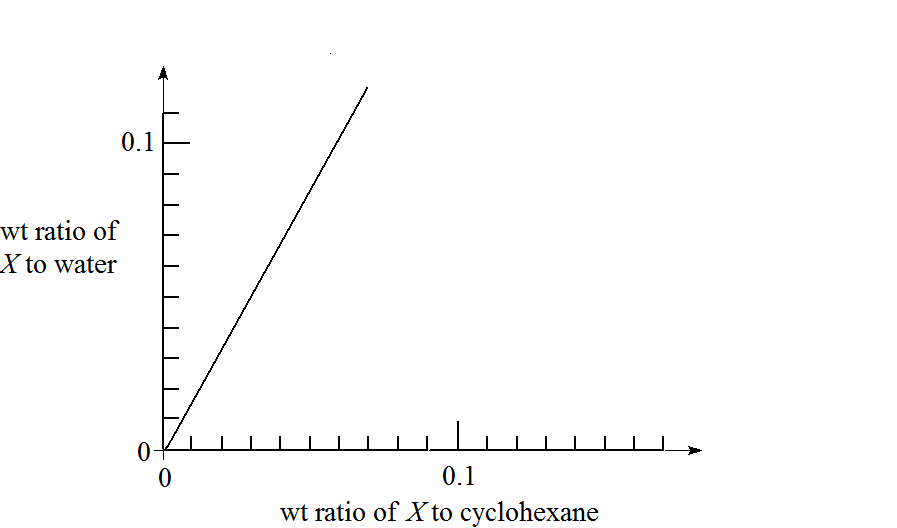 0.1
wt ratio of
X to water
0
0
0.1
wt ratio of X to cyclohexane